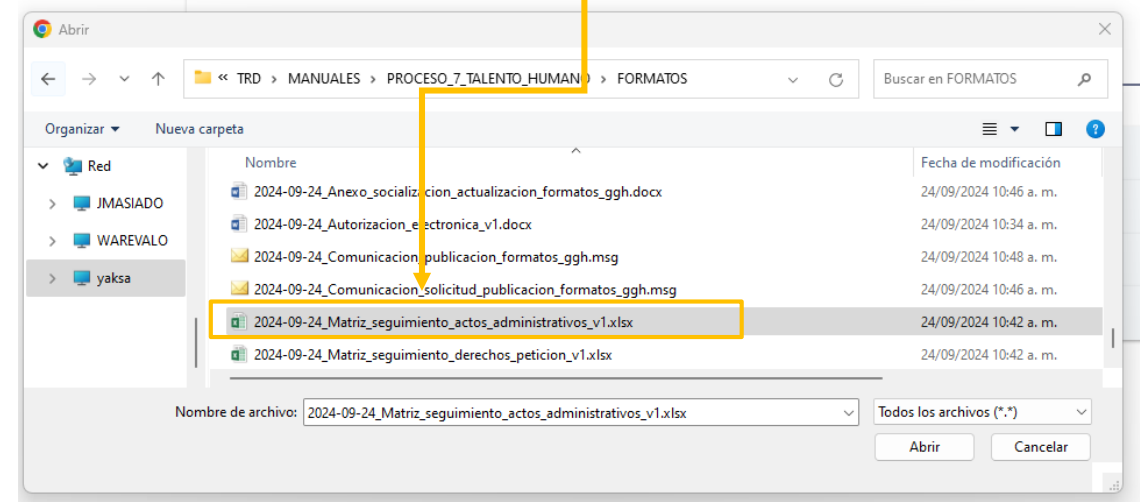 Abrir
« TRD > MANUALES > PROCESO_7_TALENTO_HUMANO > FORMATOS
Buscar en FORMATOS
Organizar
Nueva carpeta
Red
JMASIADO
WAREVALO
yaksa
Nombre
Fecha de modificación
2024-09-24_Anexo_socializacion_actualizacion_formatos_ggh.docx 24/09/2024 10:46 a. m.
2024-09-24_Autorizacion_electronica_v1.docx 24/09/2024 10:34 a. m.
2024-09-24_Comunicacion_publicacion_formatos_ggh.msg 24/09/2024 10:48 a. m.
2024-09-24_Comunicacion_solicitud_publicacion_formatos_ggh.msg 24/09/2024 10:46 a. m.
2024-09-24_Matriz_seguimiento_actos_administrativos_v1.xlsx 24/09/2024 10:42 a. m.
2024-09-24_Matriz_seguimiento_derechos_peticion_v1.xlsx 24/09/2024 10:42 a. m.
Nombre de archivo: 2024-09-24_Matriz_seguimiento_actos_administrativos_v1.xlsx
Todos los archivos (*.*)
Abrir
Cancelar